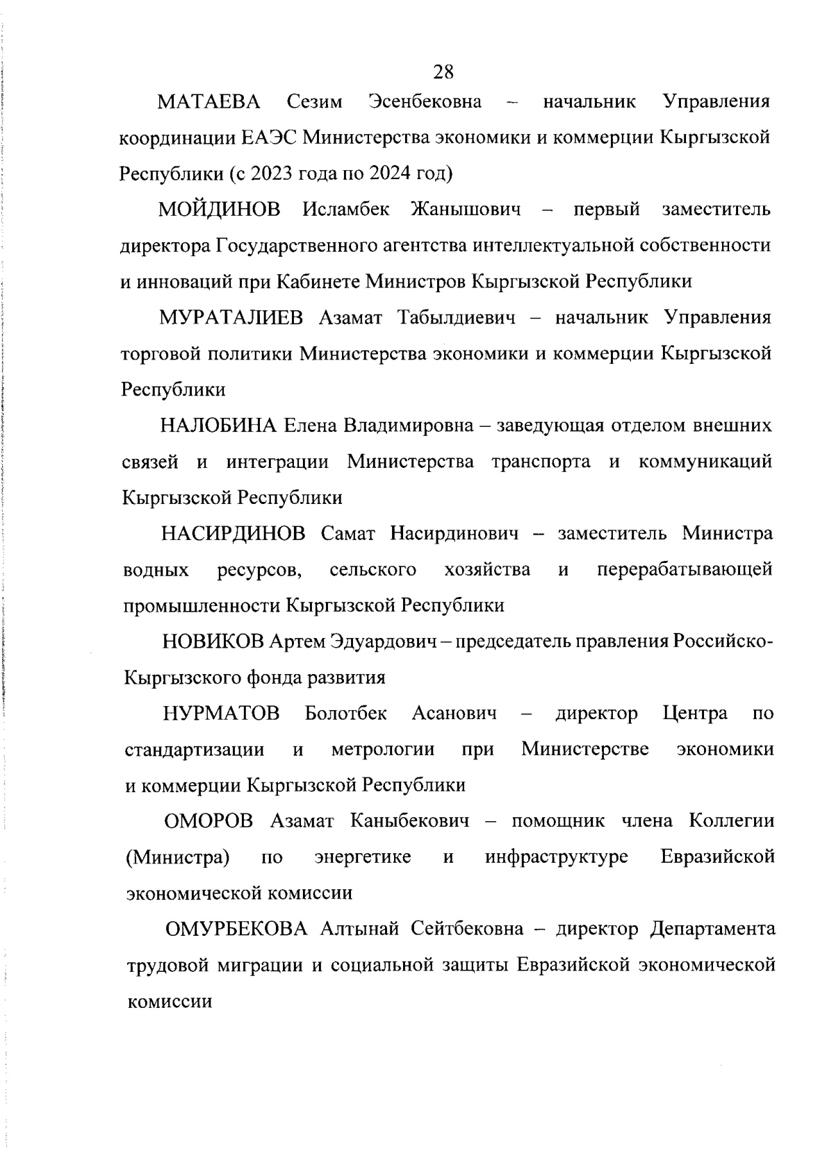 28
МАТАЕВА Сезим Эсенбековна – начальник Управления
координации ЕАЭС Министерства экономики и коммерции Кыргызской
Республики (с 2023 года по 2024 год)
МОЙДИНОВ Исламбек Жанышович – первый заместитель
директора Государственного агентства интеллектуальной собственности
и инноваций при Кабинете Министров Кыргызской Республики
МУРАТАЛИЕВ Азамат Табылдиевич – начальник Управления
торговой политики Министерства экономики и коммерции Кыргызской
Республики
НАЛОБИНА Елена Владимировна – заведующая отделом внешних
связей и интеграции Министерства транспорта и коммуникаций
Кыргызской Республики
НАСИРДИНОВ Самат Насирдинович – заместитель Министра
водных ресурсов, сельского хозяйства и перерабатывающей
промышленности Кыргызской Республики
НОВИКОВ Артем Эдуардович – председатель правления Российско-
Кыргызского фонда развития
НУРМАТОВ Болотбек Асанович – директор Центра по
стандартизации и метрологии при Министерстве экономики
и коммерции Кыргызской Республики
ОМОРОВ Азамат Каныбекович – помощник члена Коллегии
(Министра) по энергетике и инфраструктуре Евразийской
экономической комиссии
ОМУРБЕКОВА Алтынай Сейтбековна – директор Департамента
трудовой миграции и социальной защиты Евразийской экономической
комиссии